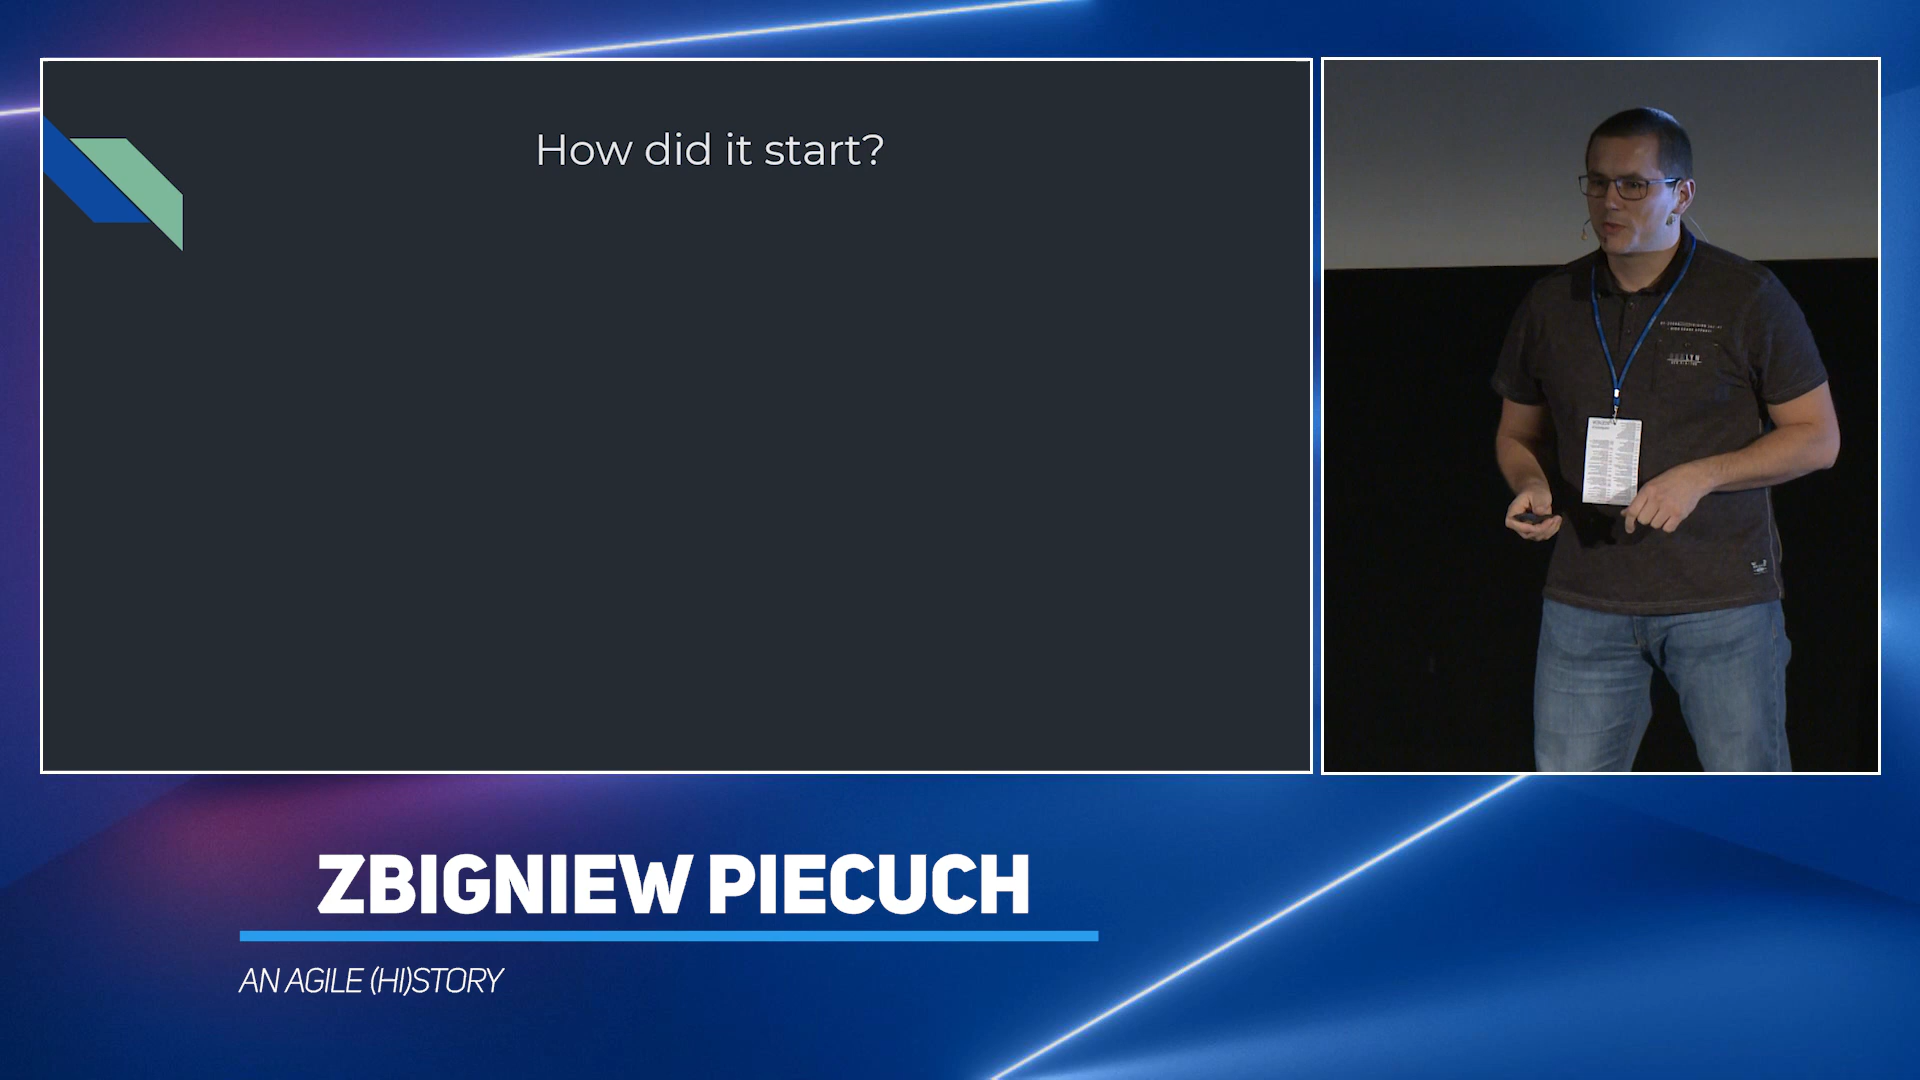 How did it start?
ZBIGNIEW PIECUCH
AN AGILE (HI)STORY